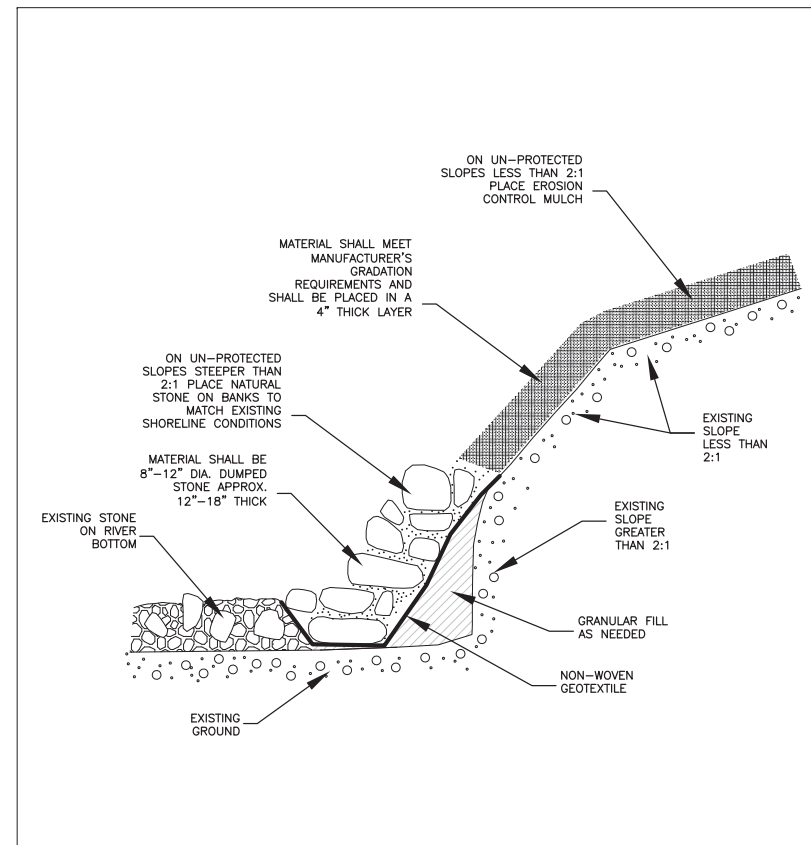 ON UN-PROTECTED
SLOPES LESS THAN 2:1
PLACE EROSION
CONTROL MULCH
MATERIAL SHALL MEET
MANUFACTURER'S
GRADATION
REQUIREMENTS AND
SHALL BE PLACED IN A
4" THICK LAYER
ON UN-PROTECTED
SLOPES STEEPER THAN
2:1 PLACE NATURAL
STONE ON BANKS TO
MATCH EXISTING
SHORELINE CONDITIONS
MATERIAL SHALL BE
8"-12" DIA. DUMPED
STONE APPROX.
12"-18" THICK
EXISTING STONE
ON RIVER
BOTTOM
EXISTING
SLOPE
LESS THAN
2:1
EXISTING
SLOPE
GREATER
THAN 2:1
GRANULAR FILL
AS NEEDED
NON-WOVEN
GEOTEXTILE
EXISTING
GROUND